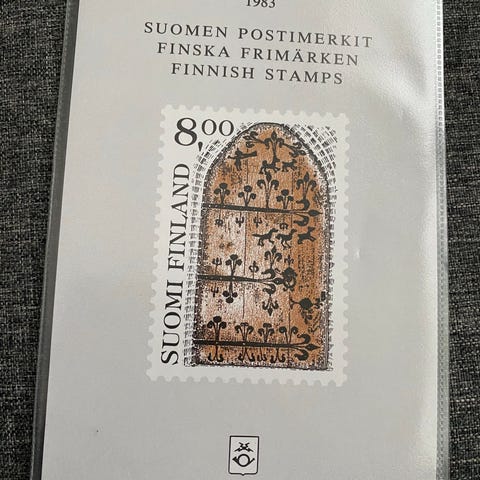 1983
SUOMEN POSTIMERKIT
FINSKA FRIMÄRKEN
FINNISH STAMPS
8,00
SUOMI FINLAND